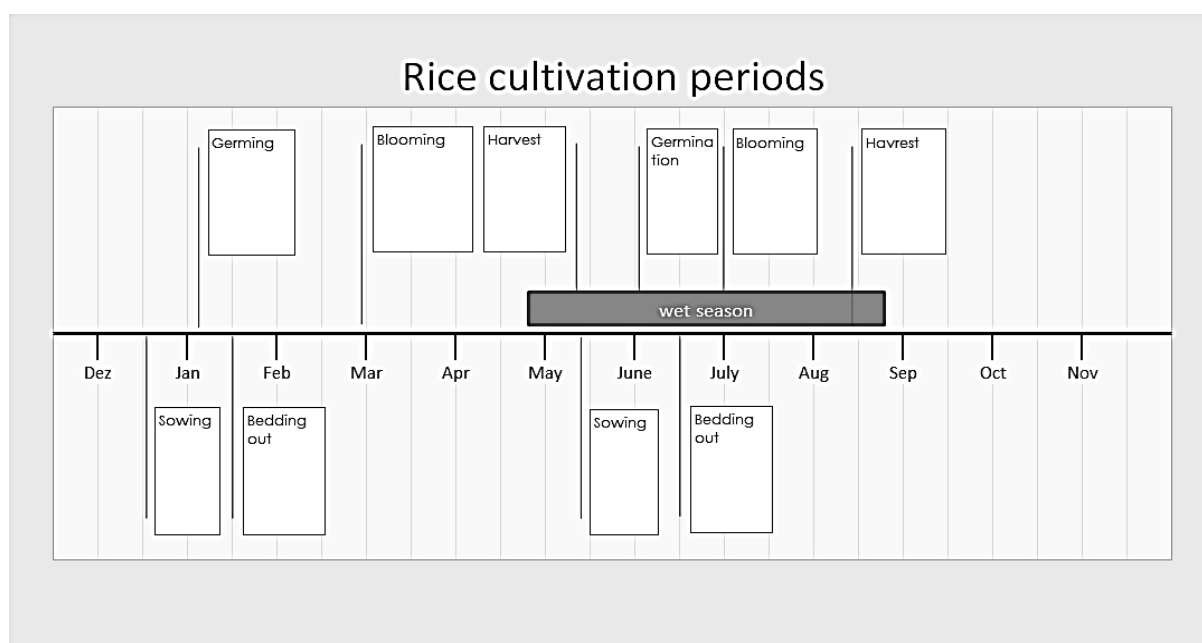 Rice cultivation periods
Germing
Blooming
Harvest
Germina
tion
Blooming
Havrest
wet season
Dez Jan Feb Mar Apr May June July Aug Sep Oct Nov
Sowing
Bedding
out
Sowing
Bedding
out